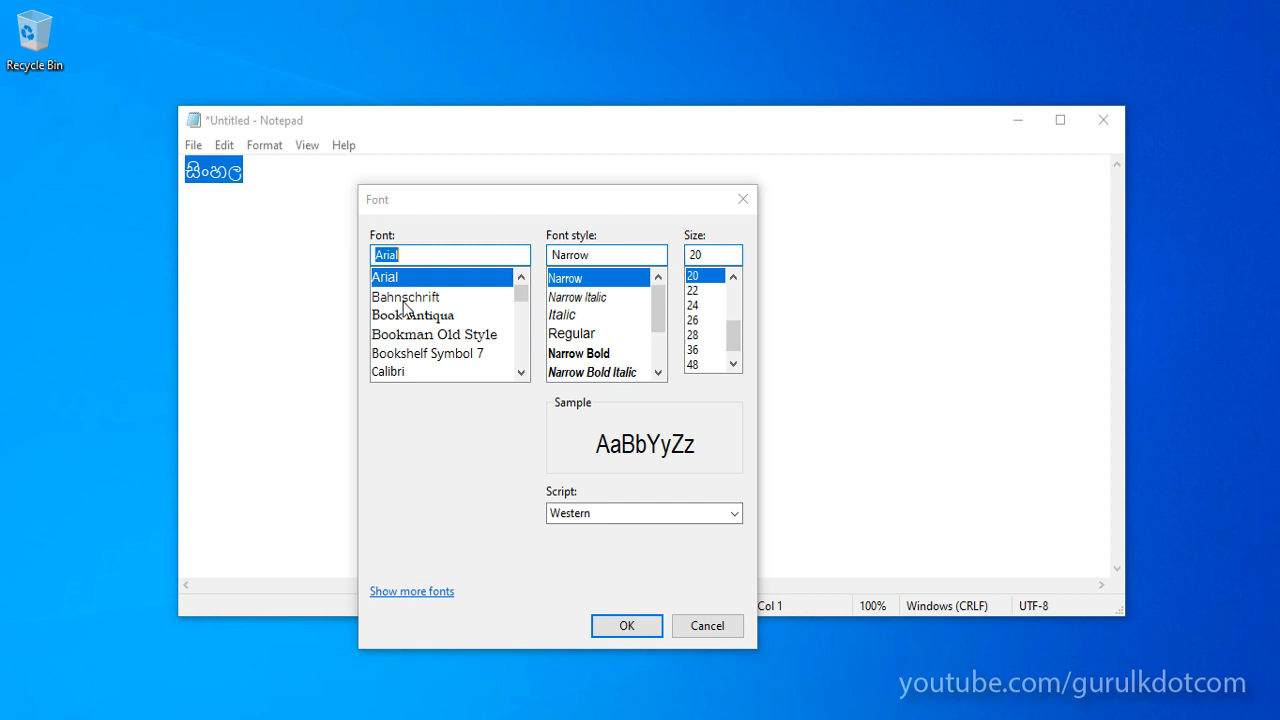 Recycle Bin
*Untitled - Notepad
File Edit Format View Help
සිංහල
Font
Font: Font style: Size:
Arial Narrow 20
Arial Narrow 20
Bahnschrift Narrow Italic 22
Book Antiqua Italic 24
Bookman Old Style Regular 26
Bookshelf Symbol 7 Narrow Bold 28
Calibri Narrow Bold Italic 36
48
Sample
AaBbYyZz
Script:
Western
Show more fonts
OK Cancel
Col 1 100% Windows (CRLF) UTF-8
youtube.com/gurulkdotcom